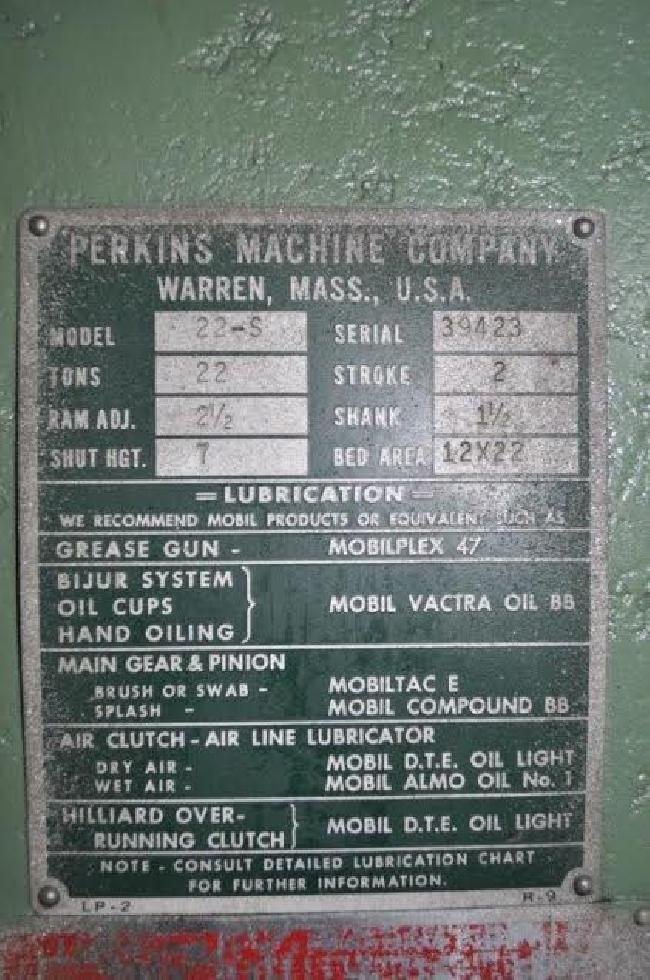 PERKINS MACHINE COMPANY
WARREN, MASS., U.S.A.
MODEL 22-S SERIAL 39423
TONS 22 STROKE 2
RAM ADJ. 2½ SHANK 1½
SHUT HGT. 7 BED AREA 12X22
=LUBRICATION=
WE RECOMMEND MOBIL PRODUCTS OR EQUIVALENT SUCH AS
GREASE GUN - MOBILPLEX 47
BIJUR SYSTEM
OIL CUPS } MOBIL VACTRA OIL BB
HAND OILING
MAIN GEAR & PINION
BRUSH OR SWAB - MOBILTAC E
SPLASH - MOBIL COMPOUND BB
AIR CLUTCH - AIR LINE LUBRICATOR
DRY AIR - MOBIL D.T.E. OIL LIGHT
WET AIR - MOBIL ALMO OIL No. 1
HILLIARD OVER-
RUNNING CLUTCH } MOBIL D.T.E. OIL LIGHT
NOTE - CONSULT DETAILED LUBRICATION CHART
FOR FURTHER INFORMATION.
LP-2 R-9